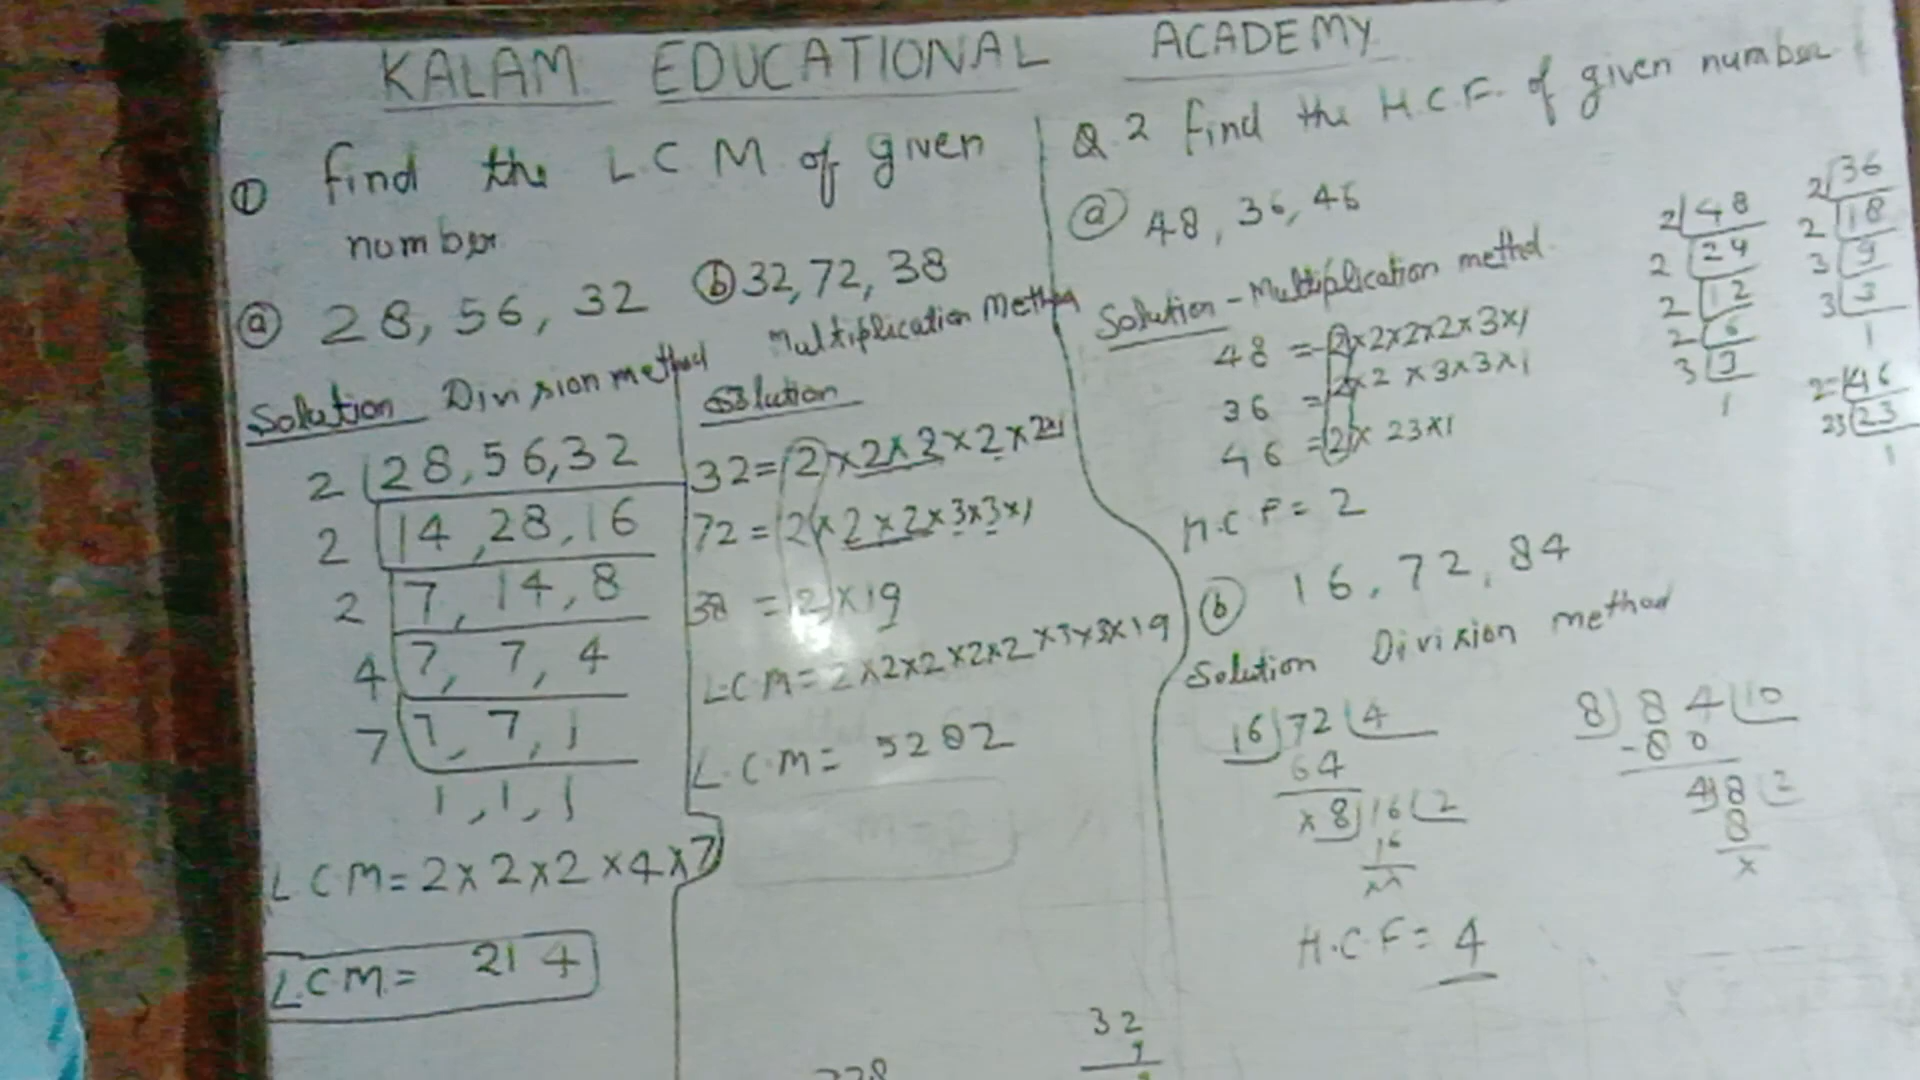 KALAM EDUCATIONAL ACADEMY
① find the L C M of given
number
ⓐ 28, 56, 32
Solution Division method
2 28, 56, 32
2 14, 28, 16
2 7, 14, 8
4 7, 7, 4
7 7, 7, 1
1, 1, 1
L C M = 2 x 2 x 2 x 4 x 7
L.C.M. = 214
ⓑ 32, 72, 38
Multiplication Method
Solution
32 = 2 x 2 x 2 x 2 x 2x1
72 = 2 x 2 x 2 x 3 x 3 x 1
38 = 2 x 19
L.C M = 2 x 2 x 2 x 2 x 2 x 3 x 3 x 19
L.C.M = 5282
Q.2 find the H.C.F. of given number
ⓐ 48, 36, 46
Solution - Multiplication method
48 = 2 x 2 x 2 x 2 x 3 x 1
36 = 2 x 2 x 3 x 3 x 1
46 = 2 x 23 x 1
H.C F = 2
2 48
2 24
2 12
2 6
3 3
1
2 36
2 18
3 9
3 3
1
2 46
23 23
1
ⓑ 16, 72, 84
Solution Division method
16 72 4
64
x 8 16 2
16
xx
8 84 10
-80
4 8 2
8
x
H.C.F = 4
32